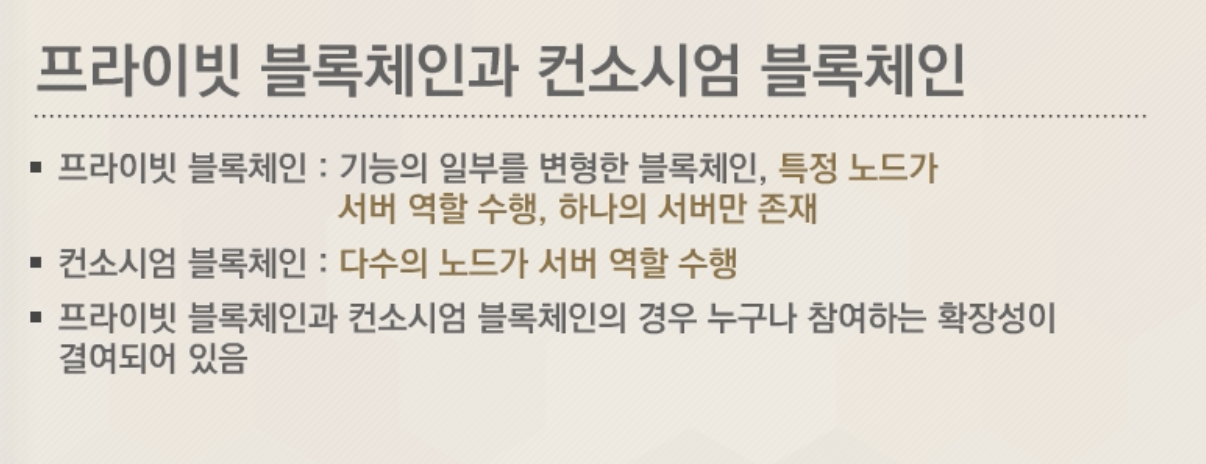 프라이빗 블록체인과 컨소시엄 블록체인
▪ 프라이빗 블록체인 : 기능의 일부를 변형한 블록체인, 특정 노드가
서버 역할 수행, 하나의 서버만 존재
▪ 컨소시엄 블록체인 : 다수의 노드가 서버 역할 수행
▪ 프라이빗 블록체인과 컨소시엄 블록체인의 경우 누구나 참여하는 확장성이
결여되어 있음